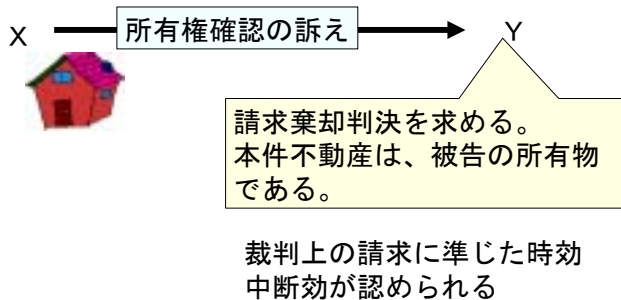 X
所有権確認の訴え
Y
請求棄却判決を求める。
本件不動産は、被告の所有物
である。
裁判上の請求に準じた時効
中断効が認められる